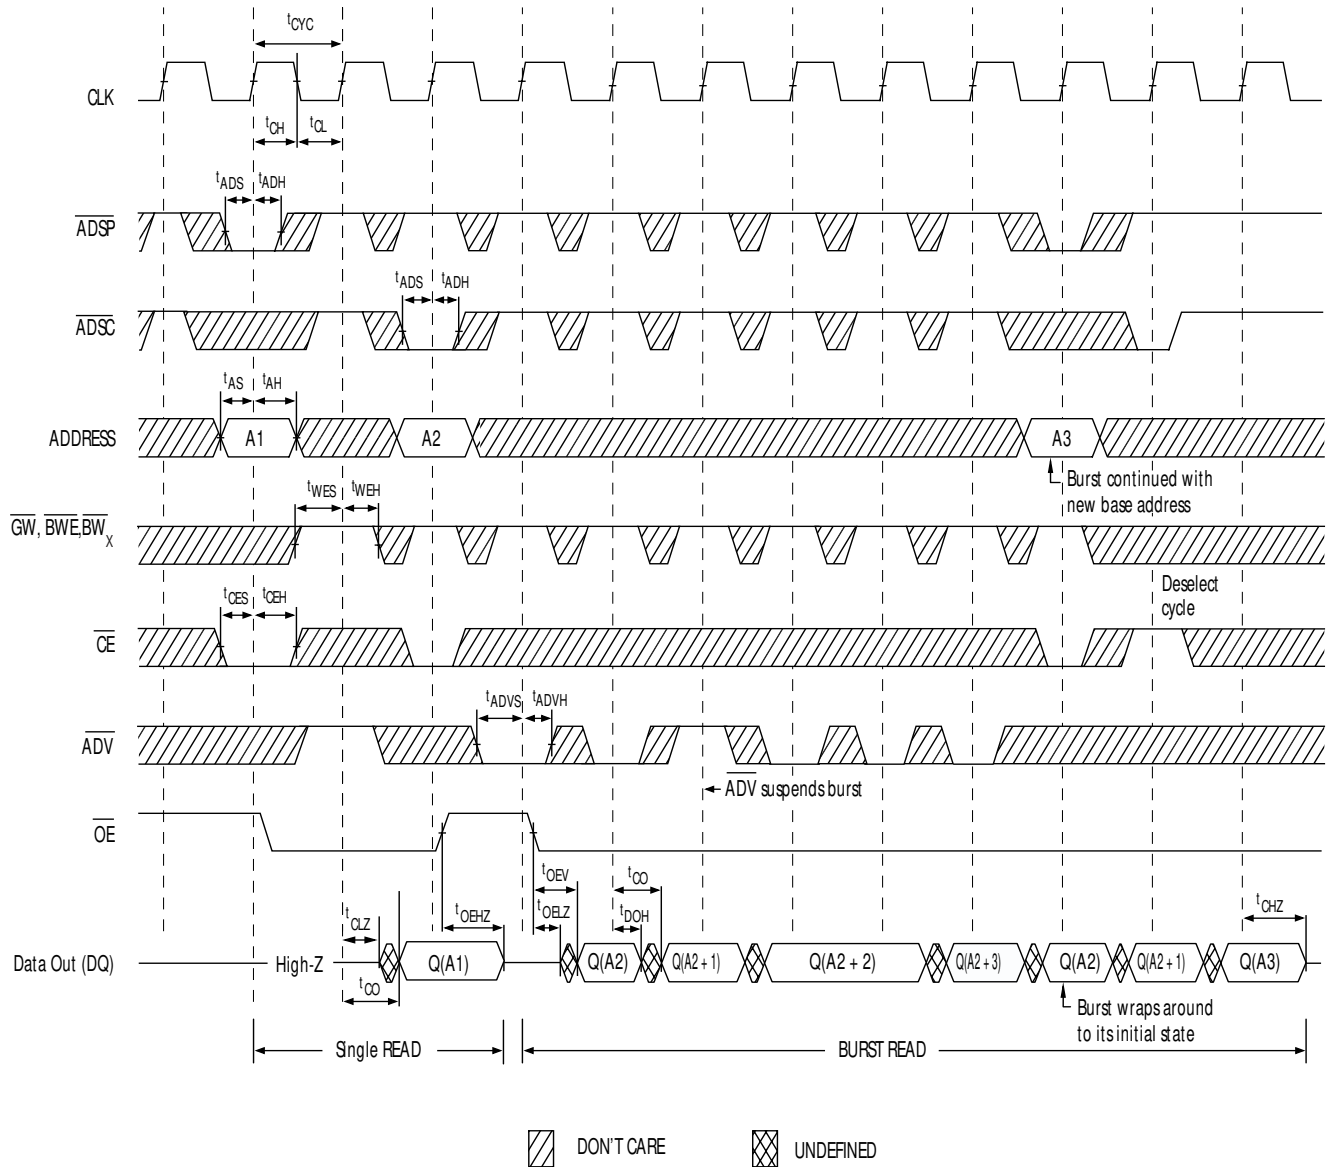 tCYC
CLK
tCH tCL
tADS tADH
ADSP
tADS tADH
ADSC
tAS tAH
ADDRESS A1 A2 A3
Burst continued with
new base address
tWES tWEH
GW, BWE,BWX
Deselect
cycle
tCES tCEH
CE
tADVS tADVH
ADV
ADV suspends burst
OE
tOEV tCO
tCLZ tOEHZ tOELZ tDOH tCHZ
Data Out (DQ) High-Z Q(A1) Q(A2) Q(A2 + 1) Q(A2 + 2) Q(A2 + 3) Q(A2) Q(A2 + 1) Q(A3)
tCO
Burst wraps around
to its initial state
Single READ BURST READ
DON'T CARE UNDEFINED